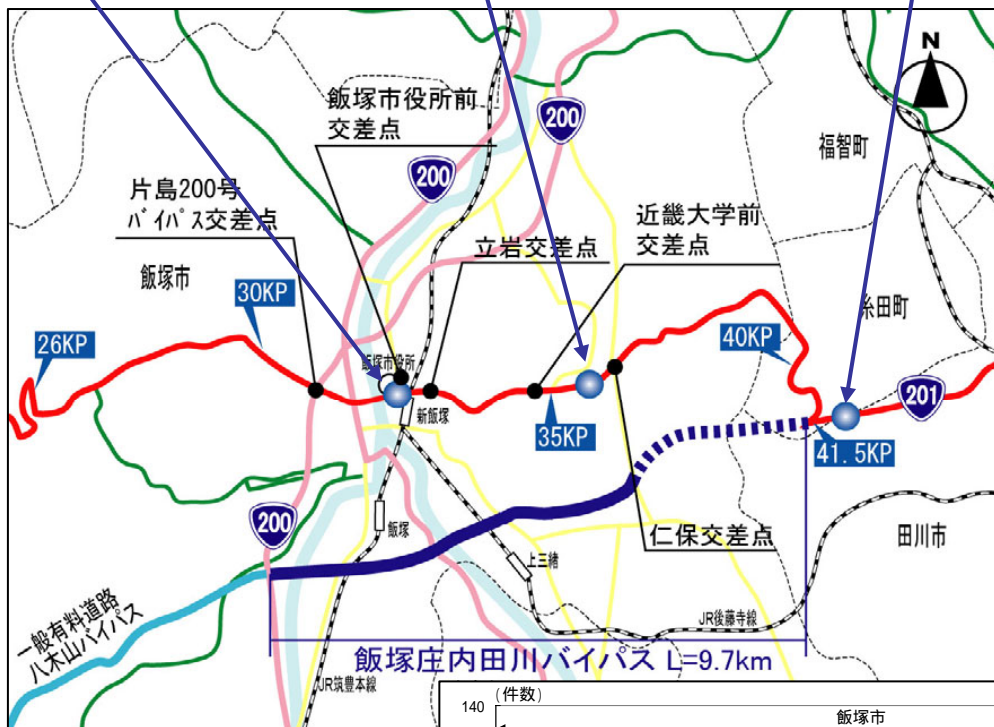 N
飯塚市役所前
交差点
200
200
福智町
片島200号
バイパス交差点
近畿大学前
交差点
立岩交差点
飯塚市
30KP
糸田町
26KP
40KP
飯塚市役所
201
新飯塚
35KP
41.5KP
200
飯塚
仁保交差点
田川市
上三緒
一般有料道路
八木山バイパス
JR後藤寺線
飯塚庄内田川バイパス L=9.7km
JR筑豊本線
(件数)
140
飯塚市